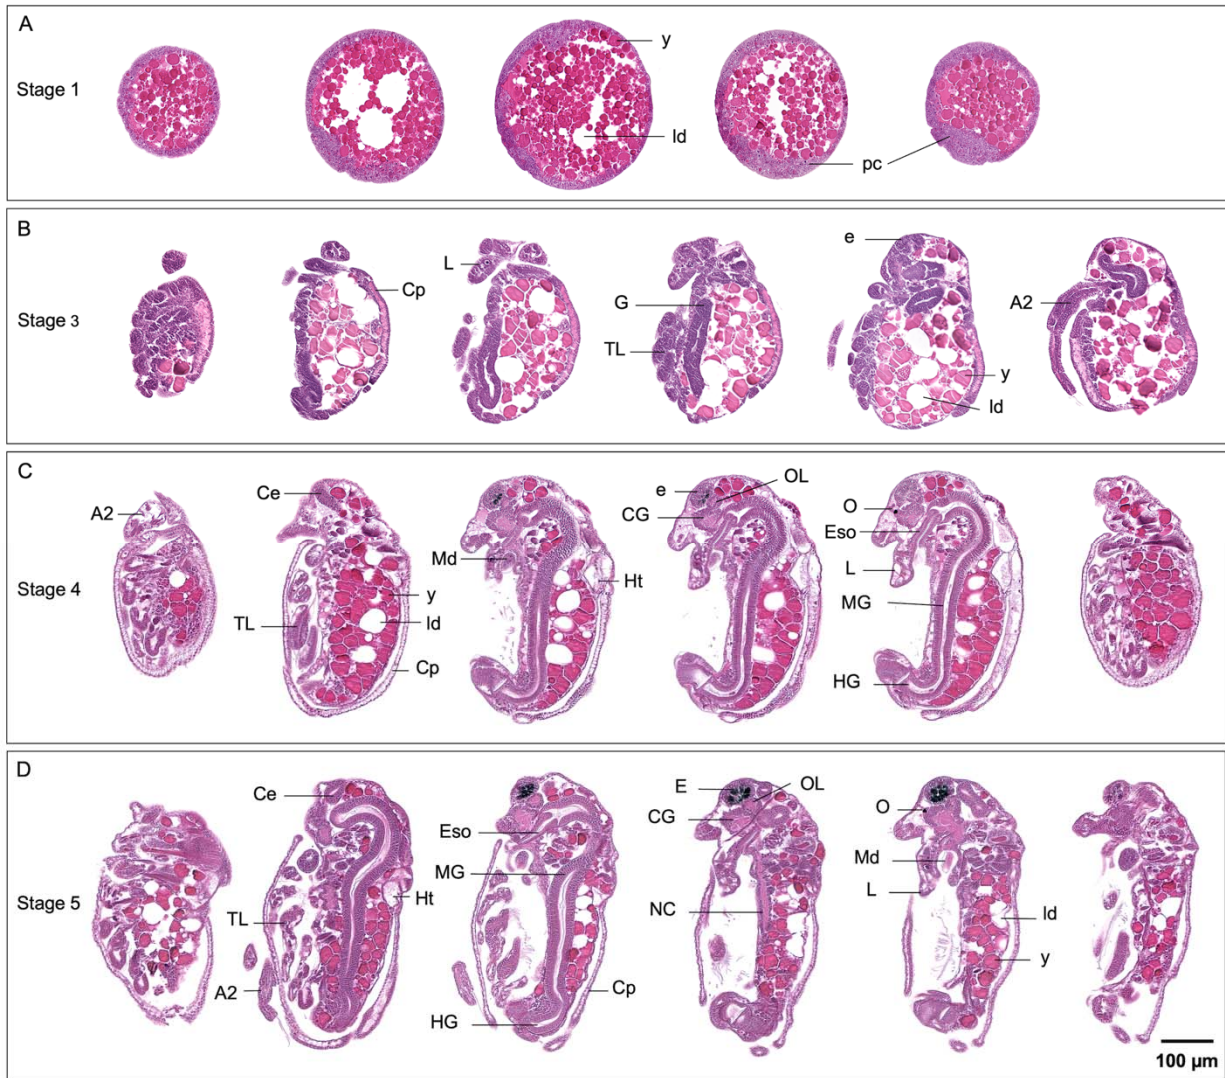 A
Stage 1
y
ld
pc
B
Stage 3
Cp
L
G
TL
e
y
ld
A2
C
Stage 4
A2
Ce
TL
y
ld
Cp
Md
e
CG
OL
Ht
O
Eso
L
MG
HG
D
Stage 5
Ce
TL
A2
Ht
Eso
MG
HG
Cp
E
CG
OL
NC
O
Md
L
ld
y
100 µm